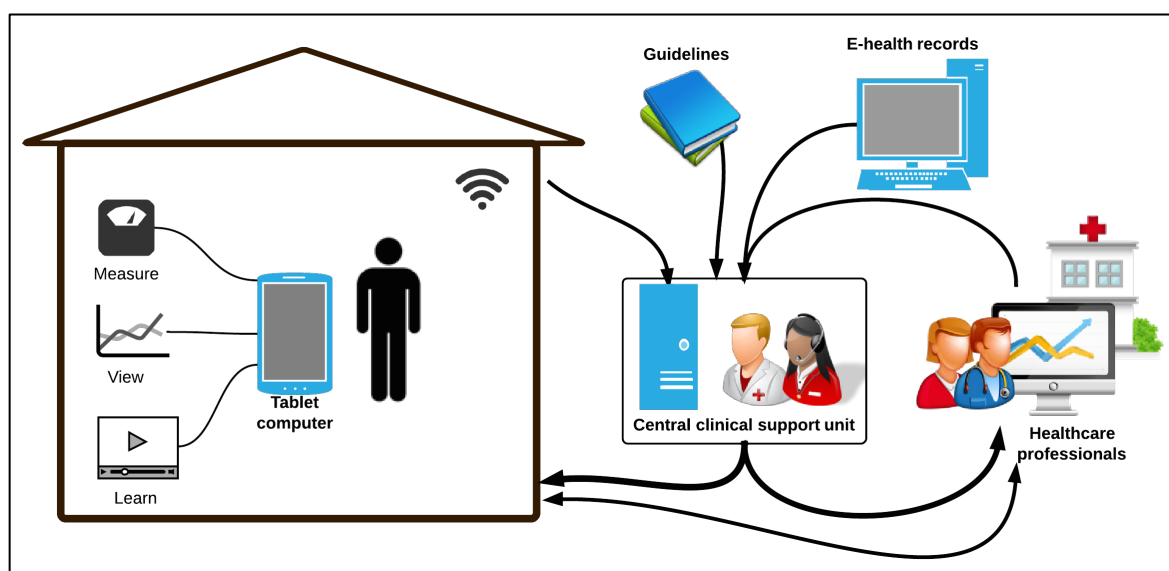 Guidelines
E-health records
Measure
View
Tablet
computer
Learn
Central clinical support unit
Healthcare
professionals